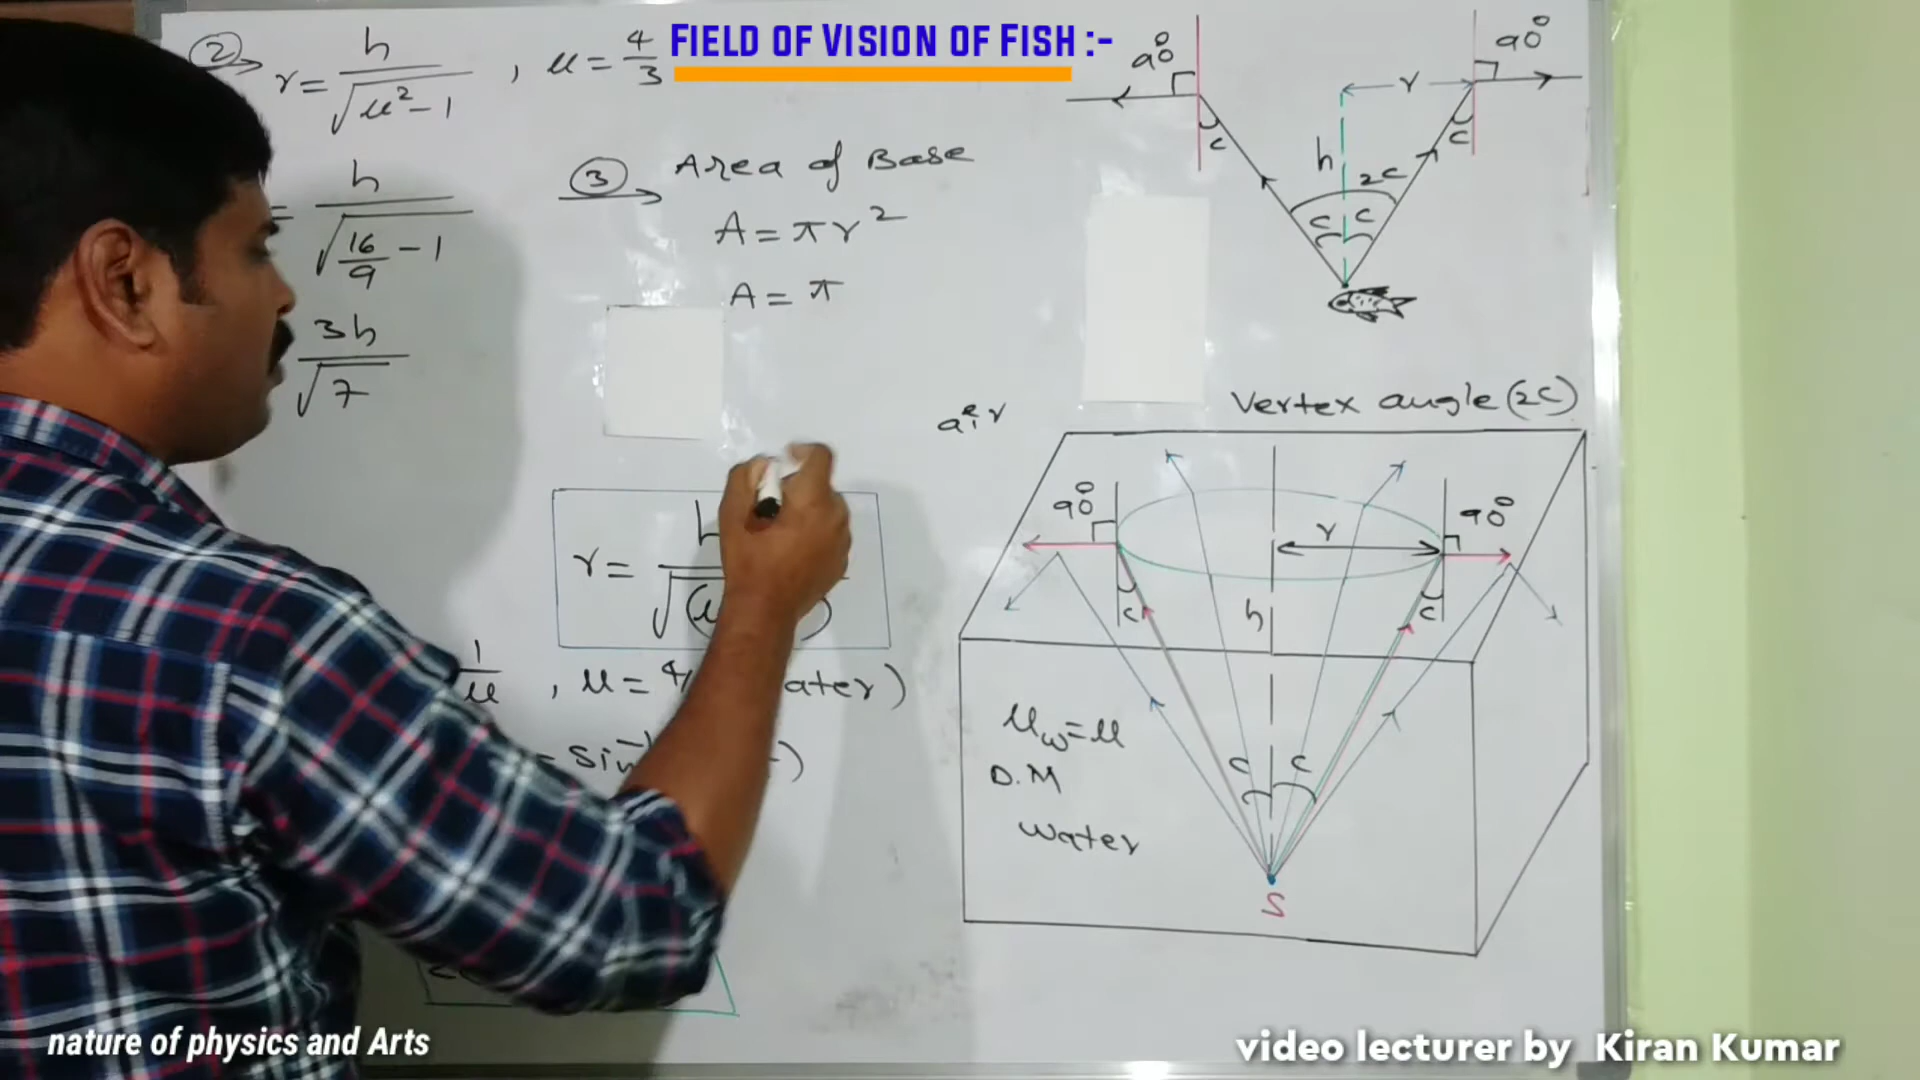 FIELD OF VISION OF FISH :-
② → r = h / √(μ² - 1) , μ = 4/3
= h / √(16/9 - 1)
3h / √7
③ → Area of Base
A = πr²
A = π
r =
1/μ , μ = 4/
= sin⁻¹
90°
90°
r
h
2C
C
C
C
C
Vertex angle (2C)
air
90°
90°
r
h
C
C
C
C
μw = μ
D.M
water
S
nature of physics and Arts
video lecturer by Kiran Kumar